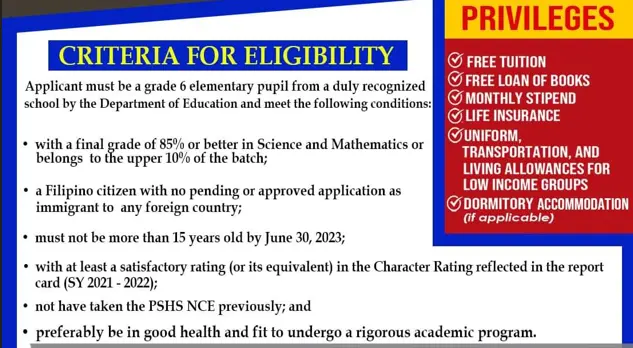 CRITERIA FOR ELIGIBILITY
Applicant must be a grade 6 elementary pupil from a duly recognized
school by the Department of Education and meet the following conditions:
• with a final grade of 85% or better in Science and Mathematics or
belongs to the upper 10% of the batch;
• a Filipino citizen with no pending or approved application as
immigrant to any foreign country;
• must not be more than 15 years old by June 30, 2023;
• with at least a satisfactory rating (or its equivalent) in the Character Rating reflected in the report
card (SY 2021 - 2022);
• not have taken the PSHS NCE previously; and
• preferably be in good health and fit to undergo a rigorous academic program.
PRIVILEGES
FREE TUITION
FREE LOAN OF BOOKS
MONTHLY STIPEND
LIFE INSURANCE
UNIFORM,
TRANSPORTATION, AND
LIVING ALLOWANCES FOR
LOW INCOME GROUPS
DORMITORY ACCOMMODATION
(if applicable)